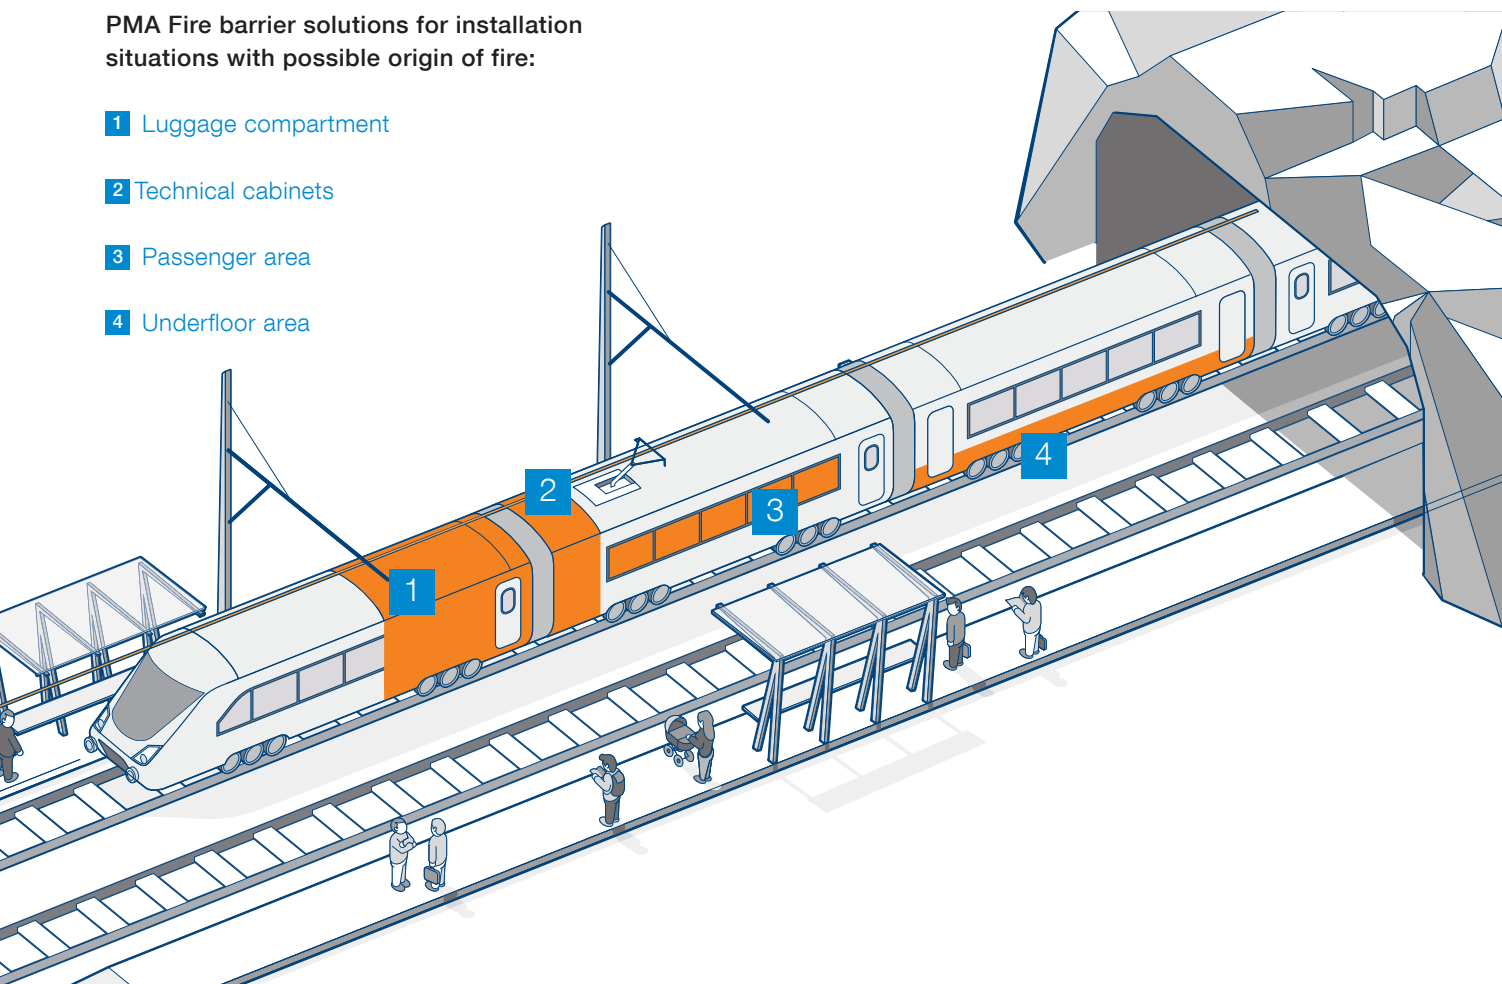 PMA Fire barrier solutions for installation
situations with possible origin of fire:
1 Luggage compartment
2 Technical cabinets
3 Passenger area
4 Underfloor area
4
2
3
1